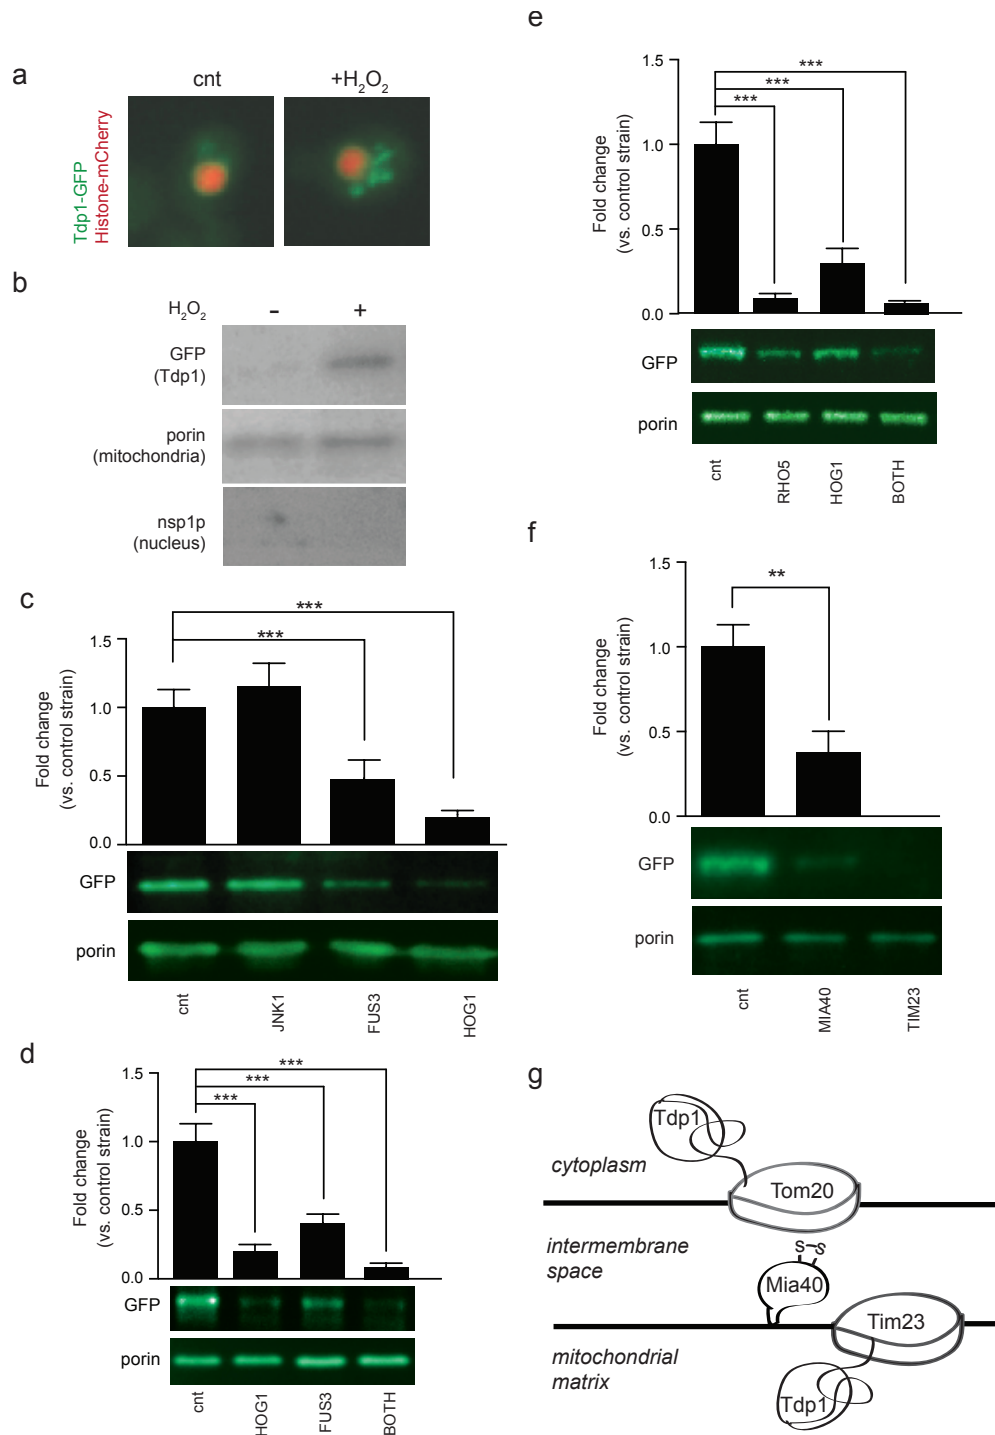 a
cnt
+H₂O₂
Tdp1-GFP
Histone-mCherry
b
H₂O₂
-
+
GFP
(Tdp1)
porin
(mitochondria)
nsp1p
(nucleus)
c
***
***
1.5
1.0
0.5
0.0
Fold change
(vs. control strain)
GFP
porin
cnt
JNK1
FUS3
HOG1
d
***
***
***
1.5
1.0
0.5
0.0
Fold change
(vs. control strain)
GFP
porin
cnt
HOG1
FUS3
BOTH
e
***
***
***
1.5
1.0
0.5
0.0
Fold change
(vs. control strain)
GFP
porin
cnt
RHO5
HOG1
BOTH
f
**
1.5
1.0
0.5
0.0
Fold change
(vs. control strain)
GFP
porin
cnt
MIA40
TIM23
g
Tdp1
cytoplasm
Tom20
intermembrane
space
S-S
Mia40
Tim23
mitochondrial
matrix
Tdp1